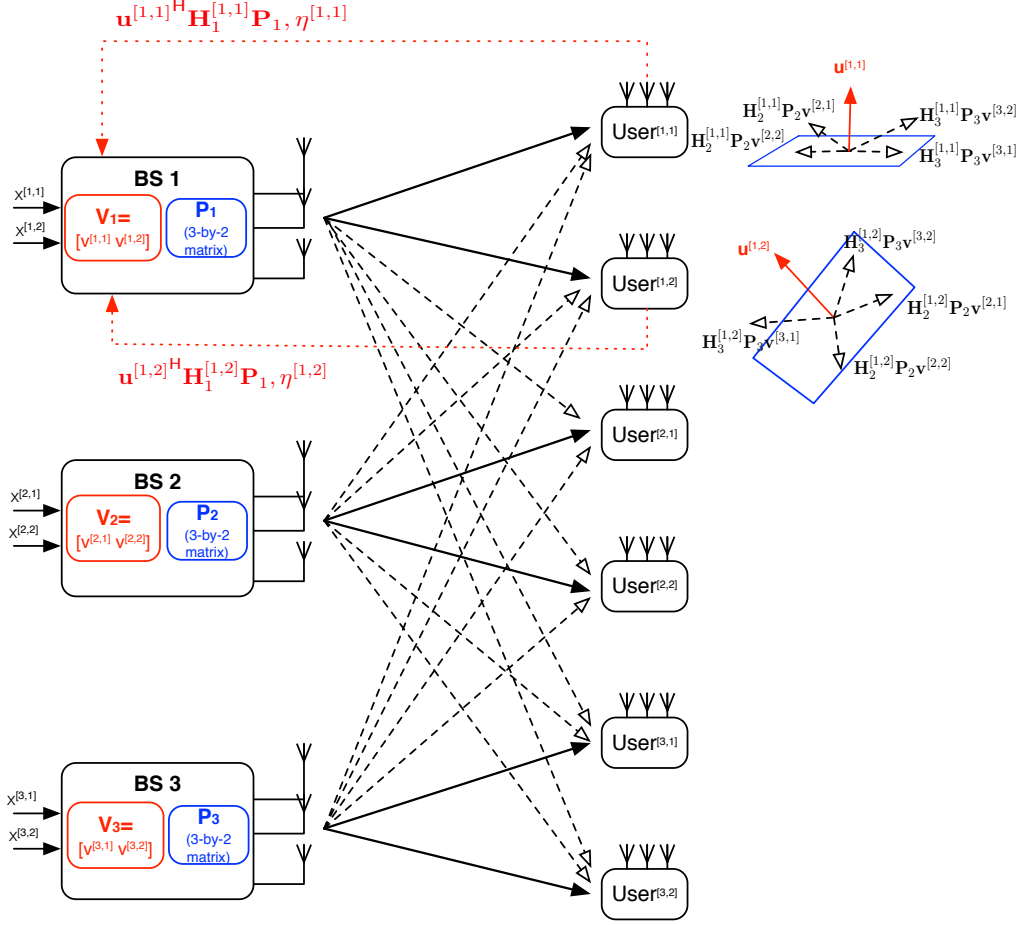 u^{[1,1]^H} H_1^{[1,1]} P_1, η^{[1,1]}
BS 1
X^{[1,1]}
X^{[1,2]}
V_1=
[v^{[1,1]} v^{[1,2]}]
P_1
(3-by-2
matrix)
u^{[1,2]^H} H_1^{[1,2]} P_1, η^{[1,2]}
BS 2
X^{[2,1]}
X^{[2,2]}
V_2=
[v^{[2,1]} v^{[2,2]}]
P_2
(3-by-2
matrix)
BS 3
X^{[3,1]}
X^{[3,2]}
V_3=
[v^{[3,1]} v^{[3,2]}]
P_3
(3-by-2
matrix)
User^{[1,1]}
User^{[1,2]}
User^{[2,1]}
User^{[2,2]}
User^{[3,1]}
User^{[3,2]}
u^{[1,1]}
H_2^{[1,1]} P_2 v^{[2,1]}
H_3^{[1,1]} P_3 v^{[3,2]}
H_2^{[1,1]} P_2 v^{[2,2]}
H_3^{[1,1]} P_3 v^{[3,1]}
u^{[1,2]}
H_3^{[1,2]} P_3 v^{[3,2]}
H_2^{[1,2]} P_2 v^{[2,1]}
H_3^{[1,2]} P_3 v^{[3,1]}
H_2^{[1,2]} P_2 v^{[2,2]}